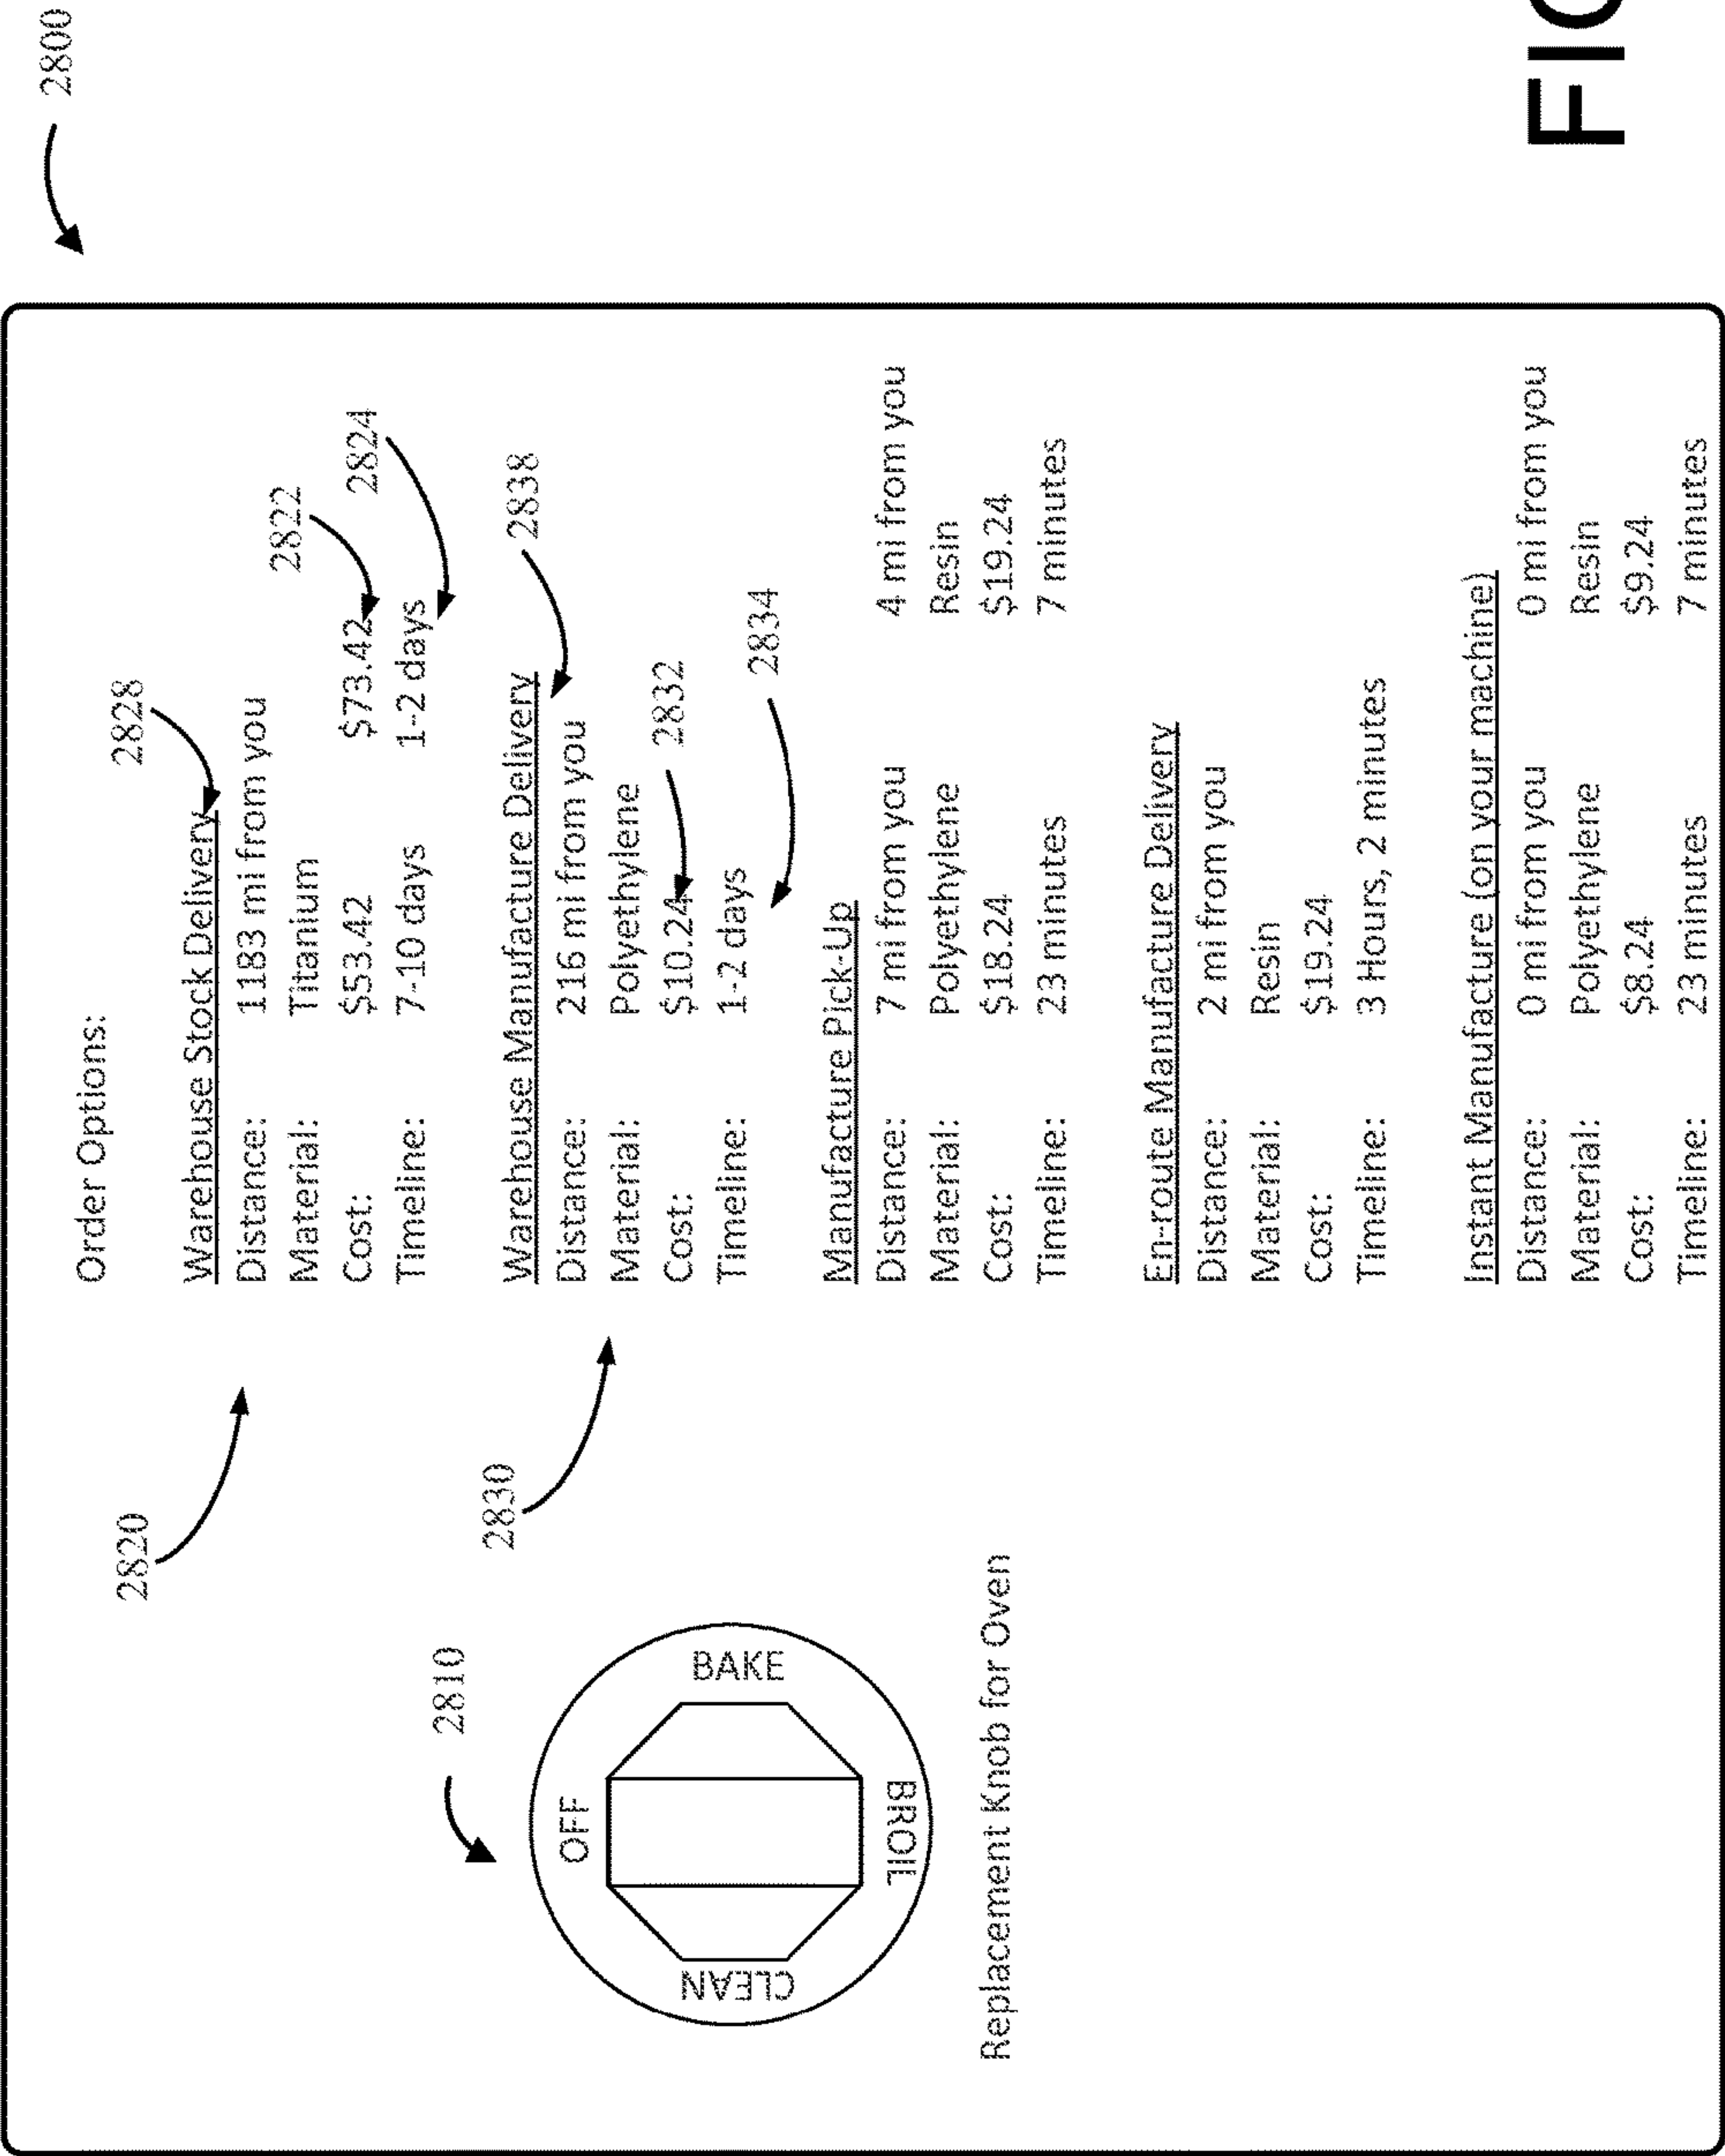 2800
Order Options:
2828
2820
Warehouse Stock Delivery
Distance: 1183 mi from you
2822
Material: Titanium
Cost: $53.42 $73.42
2824
Timeline: 7-10 days 1-2 days
2810
2830
Warehouse Manufacture Delivery
2838
Distance: 216 mi from you
Material: Polyethylene
Cost: $10.24
2832
Timeline: 1-2 days
2834
OFF
BAKE
BROIL
CLEAN
Replacement Knob for Oven
Manufacture Pick-Up
Distance: 7 mi from you 4 mi from you
Material: Polyethylene Resin
Cost: $18.24 $19.24
Timeline: 23 minutes 7 minutes
En-route Manufacture Delivery
Distance: 2 mi from you
Material: Resin
Cost: $19.24
Timeline: 3 Hours, 2 minutes
Instant Manufacture (on your machine)
Distance: 0 mi from you 0 mi from you
Material: Polyethylene Resin
Cost: $8.24 $9.24
Timeline: 23 minutes 7 minutes